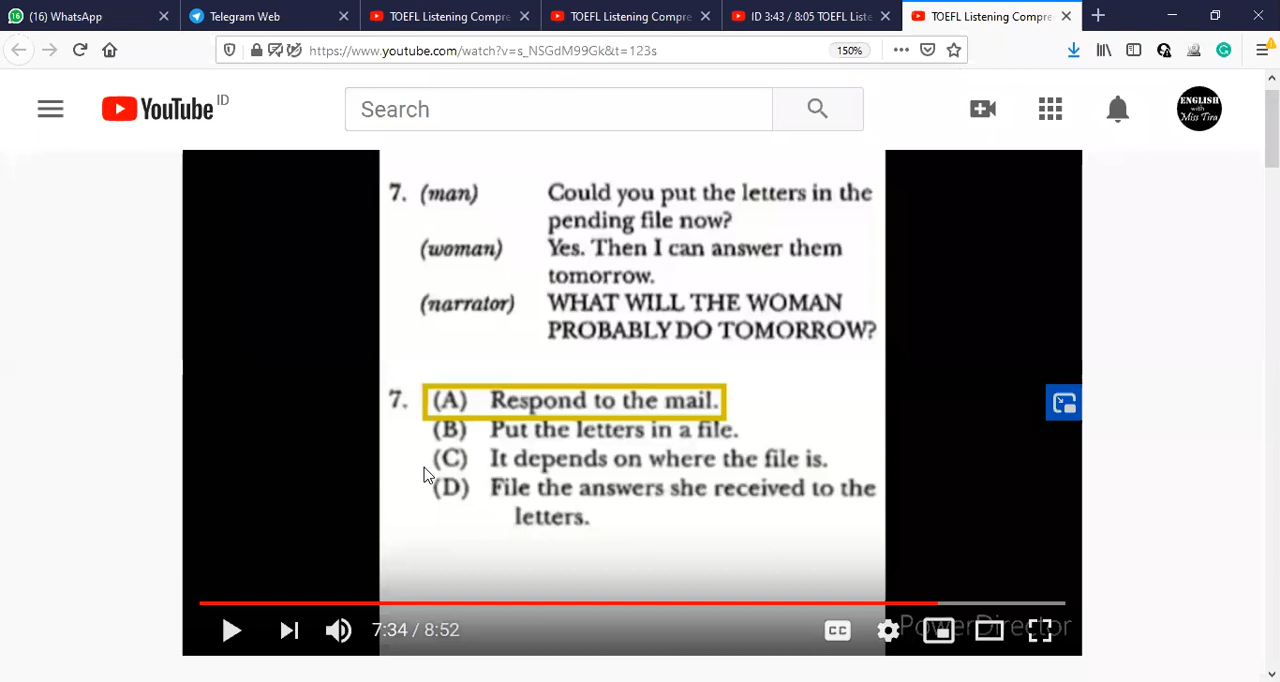 (16) WhatsApp
Telegram Web
TOEFL Listening Compre
TOEFL Listening Compre
ID 3:43 / 8:05 TOEFL Liste
TOEFL Listening Compre
https://www.youtube.com/watch?v=s_NSGdM99Gk&t=123s
150%
YouTube ID
Search
ENGLISH
with
Miss Tira
7. (man) Could you put the letters in the
pending file now?
(woman) Yes. Then I can answer them
tomorrow.
(narrator) WHAT WILL THE WOMAN
PROBABLY DO TOMORROW?
7. (A) Respond to the mail.
(B) Put the letters in a file.
(C) It depends on where the file is.
(D) File the answers she received to the
letters.
7:34 / 8:52
CC
PowerDirector